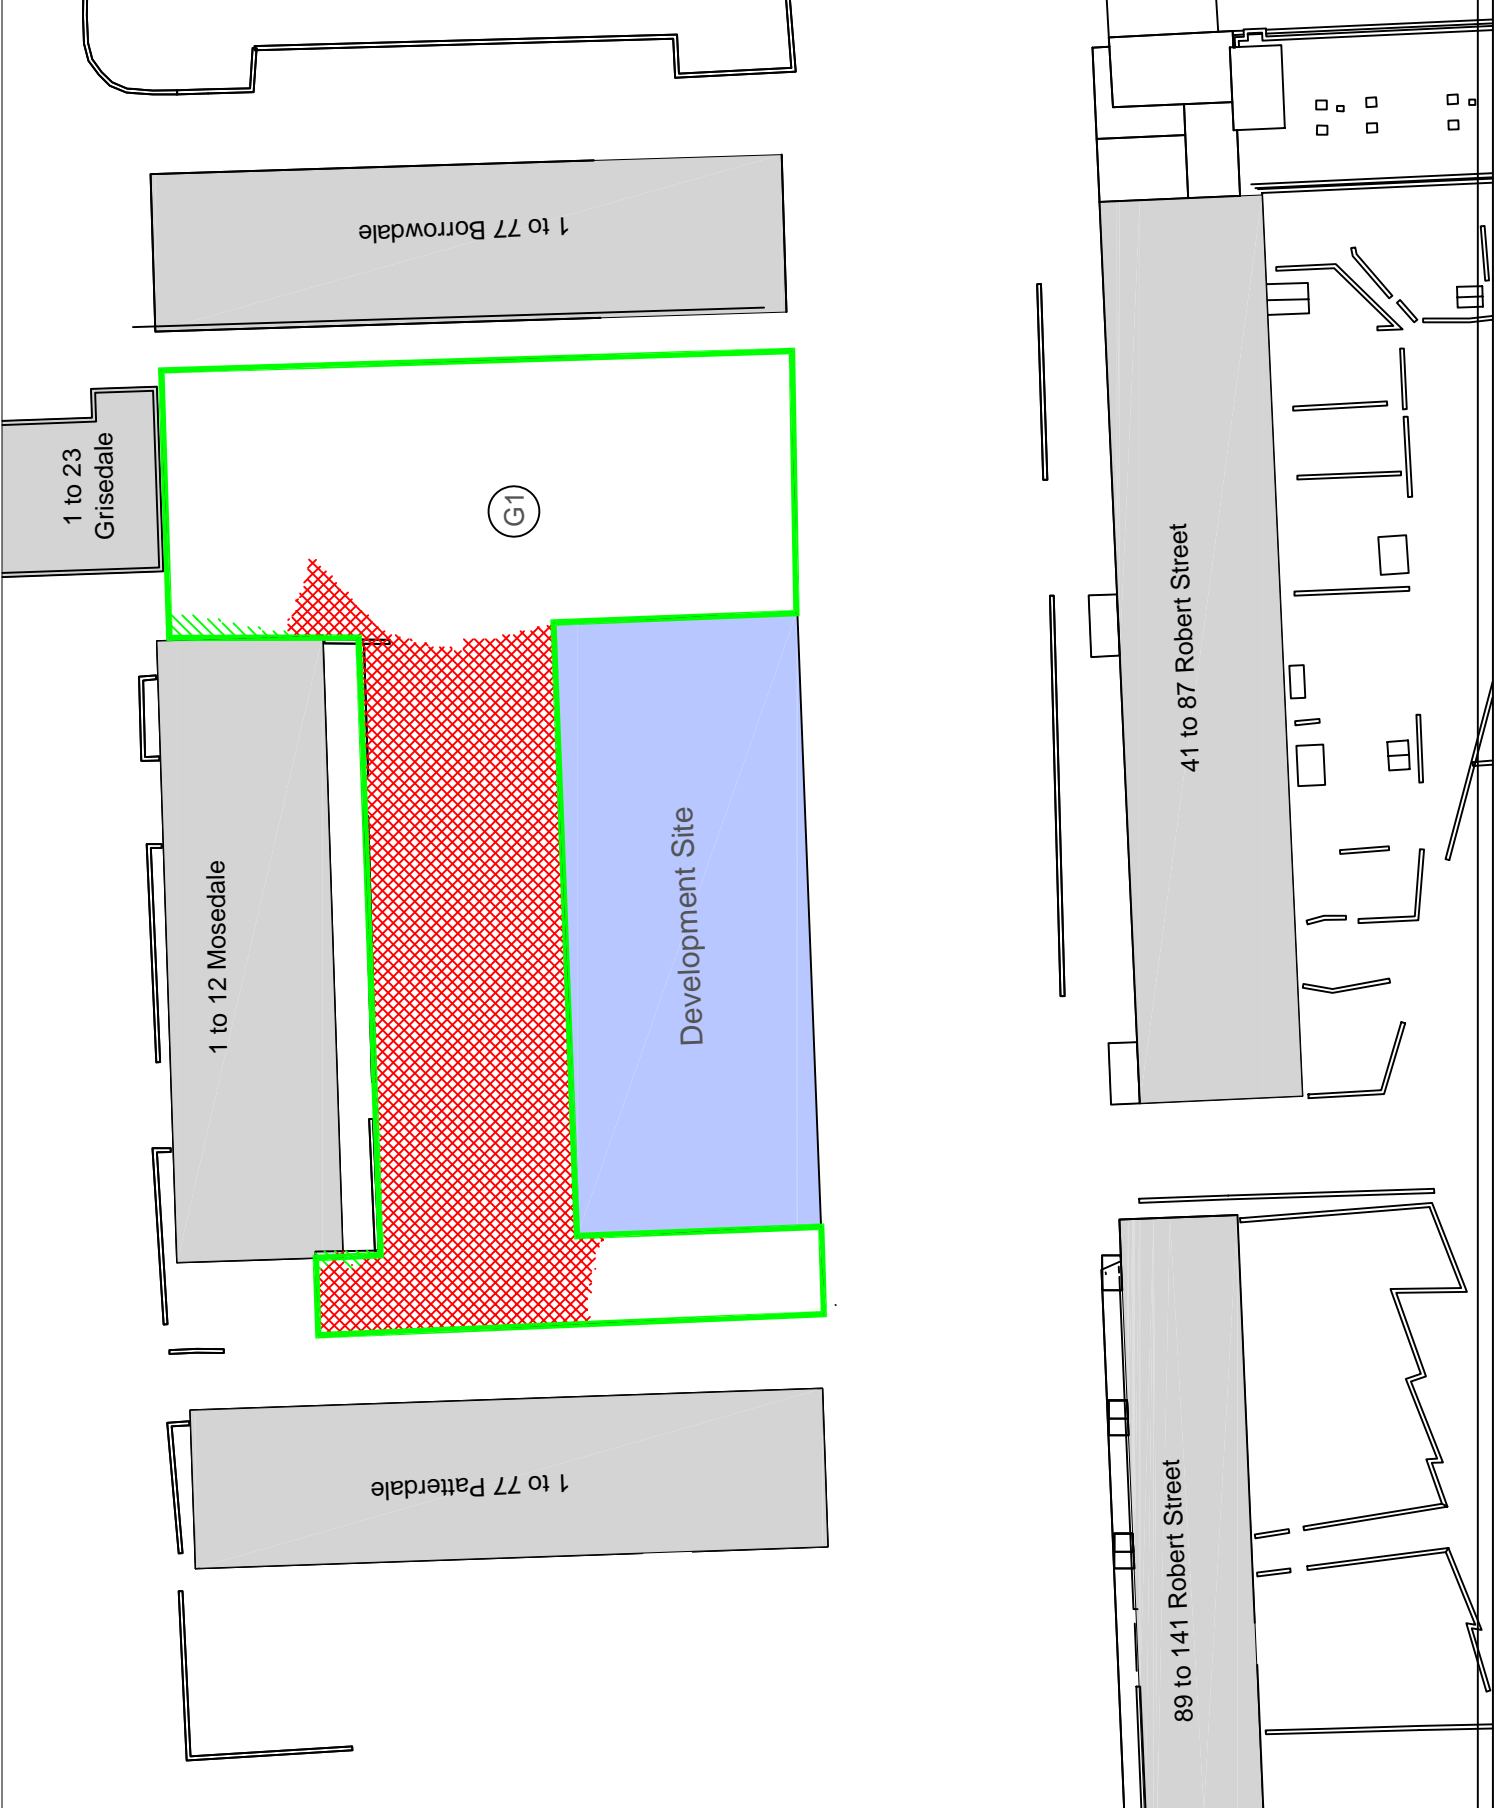 1 to 77 Borrowdale
1 to 23
Grisedale
G1
41 to 87 Robert Street
Development Site
1 to 12 Mosedale
1 to 77 Patterdale
89 to 141 Robert Street